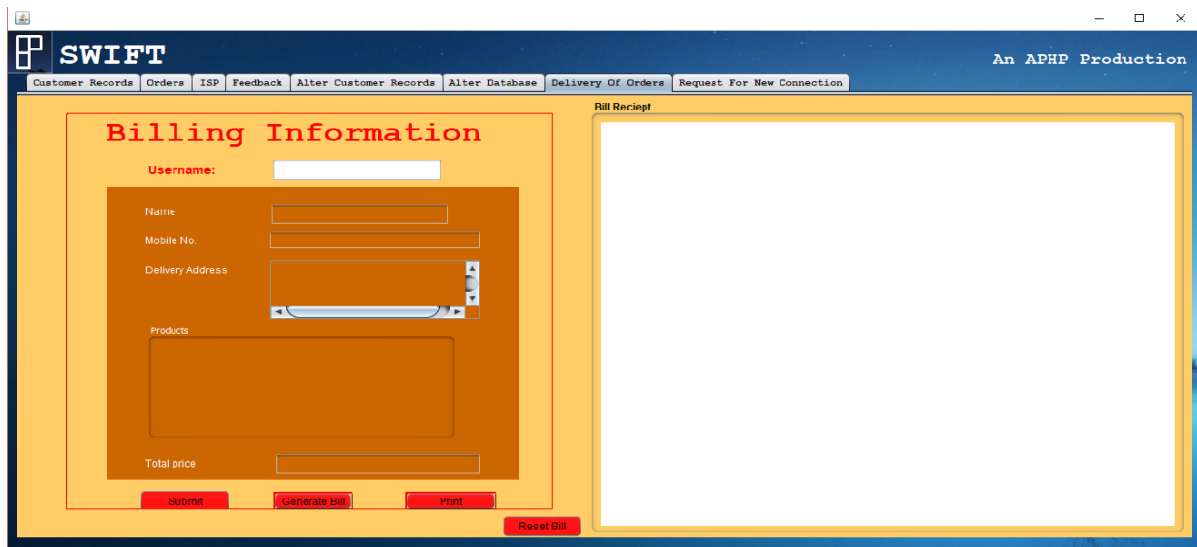 SWIFT
An APHP Production
Customer Records Orders ISP Feedback Alter Customer Records Alter Database Delivery Of Orders Request For New Connection
Billing Information
Username:
Name
Mobile No.
Delivery Address
Products
Total price
Submit Generate Bill Print
Reset Bill
Bill Reciept